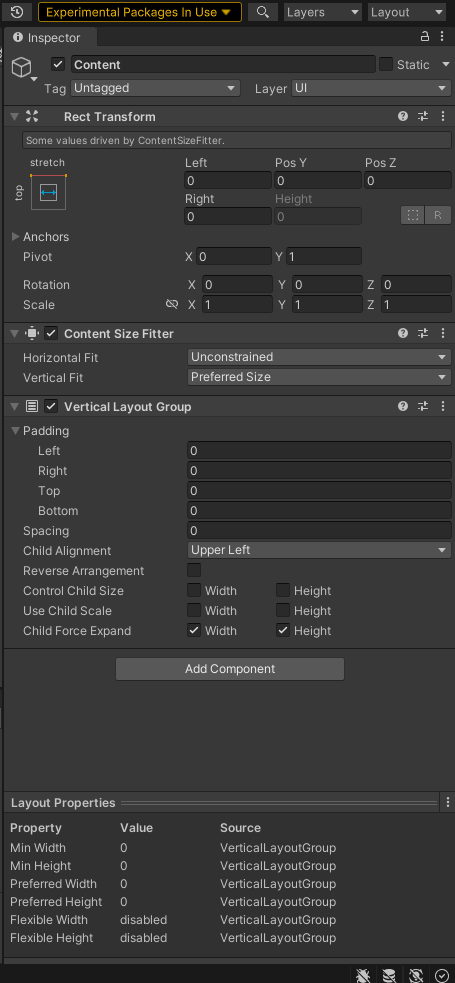 Experimental Packages In Use Layers Layout
Inspector
Content Static
Tag Untagged Layer UI
Rect Transform
Some values driven by ContentSizeFitter.
stretch Left Pos Y Pos Z
top 0 0 0
Right Height
0 0 R
Anchors
Pivot X 0 Y 1
Rotation X 0 Y 0 Z 0
Scale X 1 Y 1 Z 1
Content Size Fitter
Horizontal Fit Unconstrained
Vertical Fit Preferred Size
Vertical Layout Group
Padding
Left 0
Right 0
Top 0
Bottom 0
Spacing 0
Child Alignment Upper Left
Reverse Arrangement
Control Child Size Width Height
Use Child Scale Width Height
Child Force Expand Width Height
Add Component
Layout Properties
Property Value Source
Min Width 0 VerticalLayoutGroup
Min Height 0 VerticalLayoutGroup
Preferred Width 0 VerticalLayoutGroup
Preferred Height 0 VerticalLayoutGroup
Flexible Width disabled VerticalLayoutGroup
Flexible Height disabled VerticalLayoutGroup